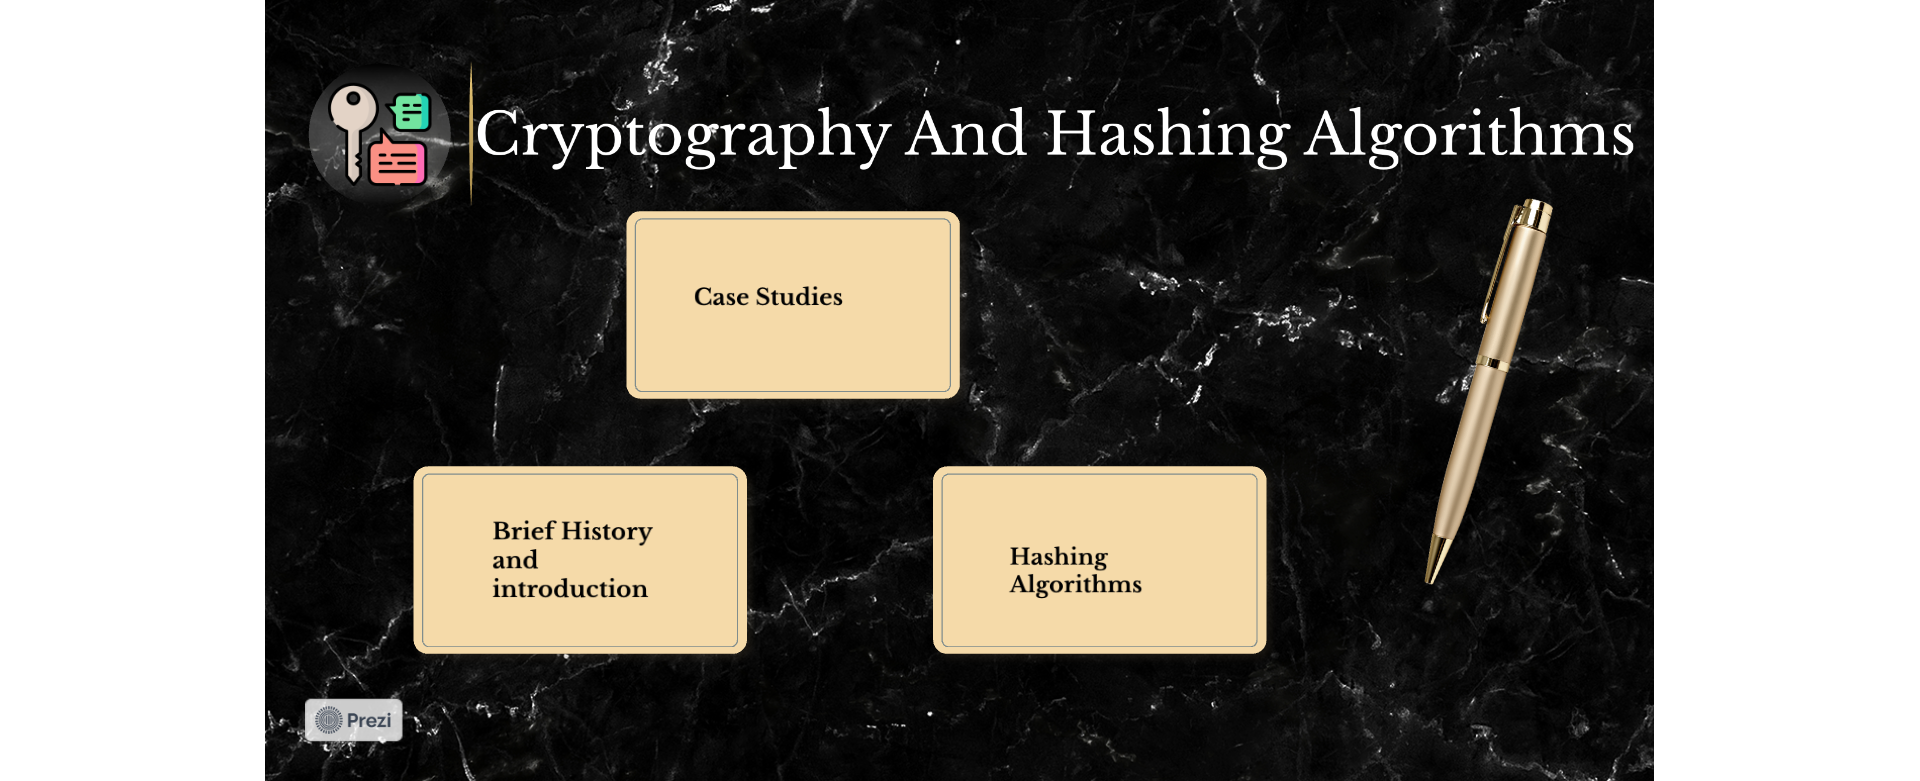 Cryptography And Hashing Algorithms
Case Studies
Brief History
and
introduction
Hashing
Algorithms
Prezi